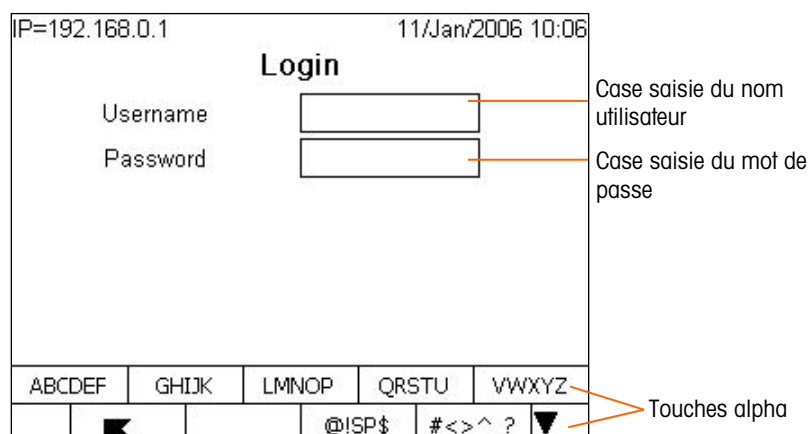 IP=192.168.0.1 11/Jan/2006 10:06
Login
Username
Case saisie du nom utilisateur
Password
Case saisie du mot de passe
ABCDEF GHIJK LMNOP QRSTU VWXYZ
@!SP$ #<>^ ?
Touches alpha